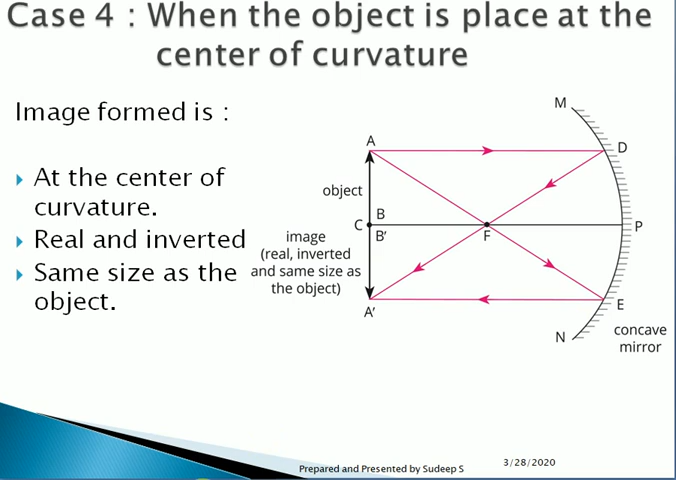 Case 4 : When the object is place at the
center of curvature
Image formed is :
At the center of
curvature.
Real and inverted
Same size as the
object.
M
A
D
object
B
C
P
B′
F
image
(real, inverted
and same size as
the object)
A′
E
N
concave
mirror
Prepared and Presented by Sudeep S
3/28/2020